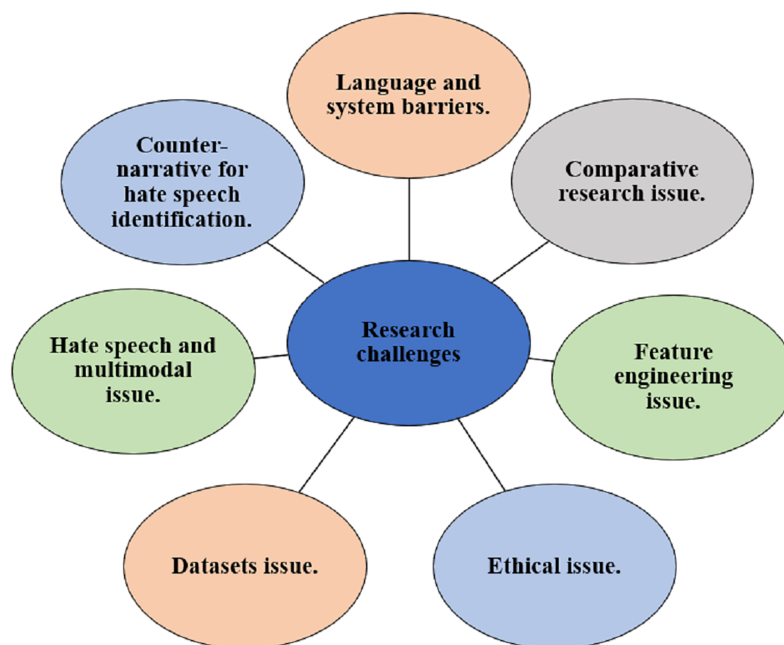 Language and
system barriers.
Counter-
narrative for
hate speech
identification.
Comparative
research issue.
Research
challenges
Hate speech and
multimodal
issue.
Feature
engineering
issue.
Datasets issue.
Ethical issue.